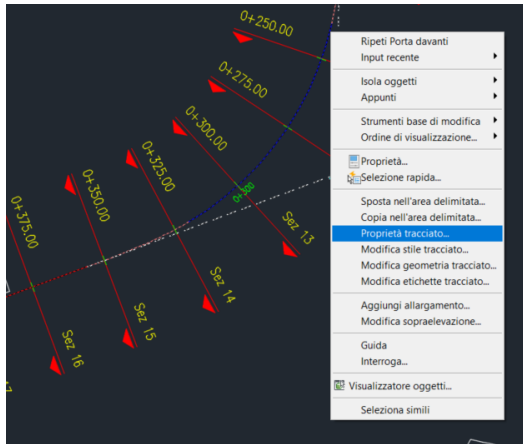 0+250.00
0+275.00
0+300.00
0+325.00
0+350.00
0+375.00
0+300
Sez 13
Sez 14
Sez 15
Sez 16
Ripeti Porta davanti
Input recente
Isola oggetti
Appunti
Strumenti base di modifica
Ordine di visualizzazione...
Proprietà...
Selezione rapida...
Sposta nell'area delimitata...
Copia nell'area delimitata...
Proprietà tracciato...
Modifica stile tracciato...
Modifica geometria tracciato...
Modifica etichette tracciato...
Aggiungi allargamento...
Modifica sopraelevazione...
Guida
Interroga...
Visualizzatore oggetti...
Seleziona simili